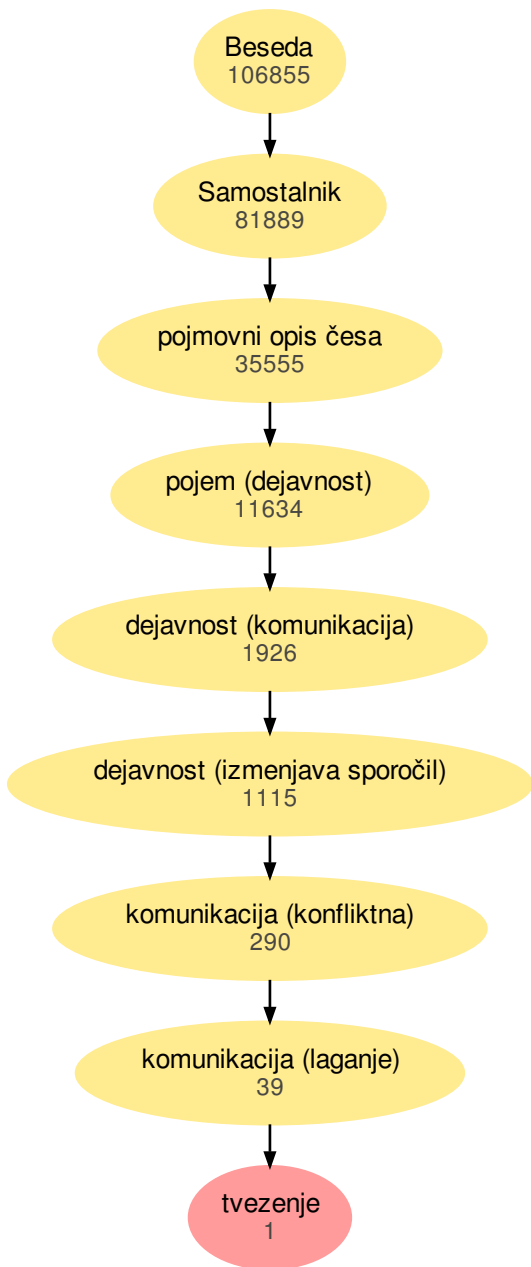 Beseda
106855
Samostalnik
81889
pojmovni opis česa
35555
pojem (dejavnost)
11634
dejavnost (komunikacija)
1926
dejavnost (izmenjava sporočil)
1115
komunikacija (konfliktna)
290
komunikacija (laganje)
39
tvezenje
1